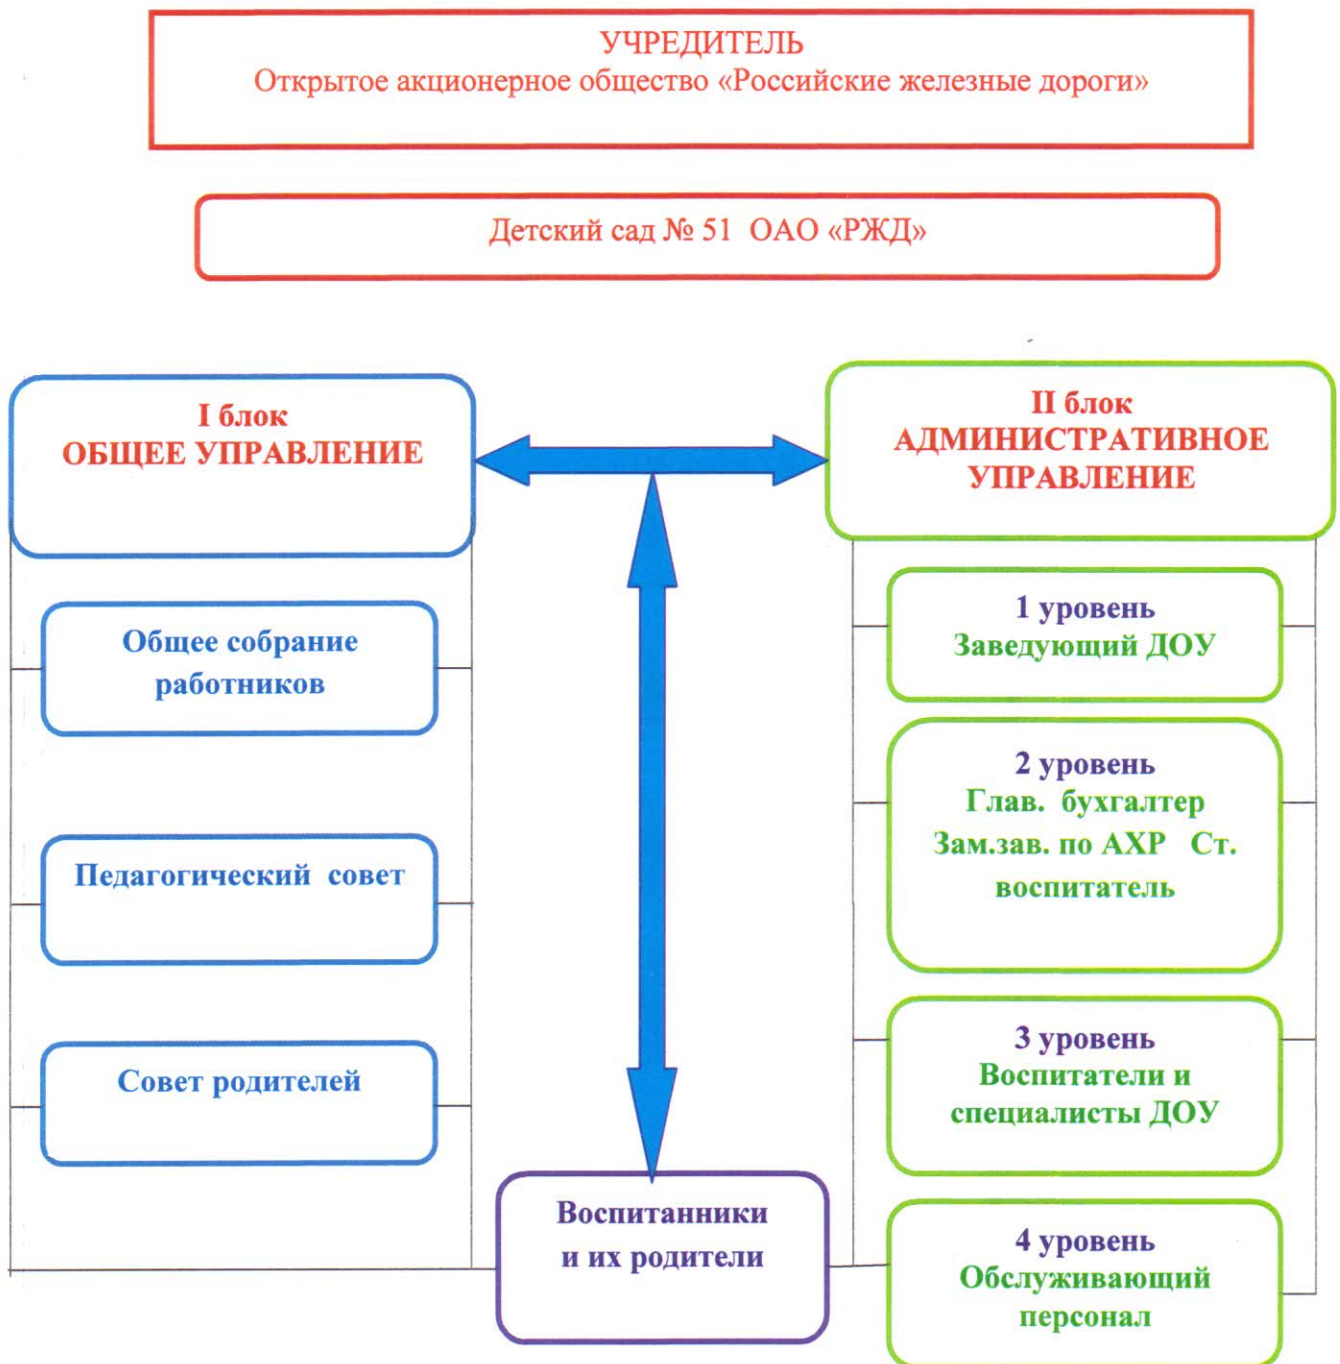 УЧРЕДИТЕЛЬ
Открытое акционерное общество «Российские железные дороги»
Детский сад № 51 ОАО «РЖД»
I блок
ОБЩЕЕ УПРАВЛЕНИЕ
Общее собрание
работников
Педагогический совет
Совет родителей
II блок
АДМИНИСТРАТИВНОЕ
УПРАВЛЕНИЕ
1 уровень
Заведующий ДОУ
2 уровень
Глав. бухгалтер
Зам.зав. по АХР Ст.
воспитатель
3 уровень
Воспитатели и
специалисты ДОУ
4 уровень
Обслуживающий
персонал
Воспитанники
и их родители